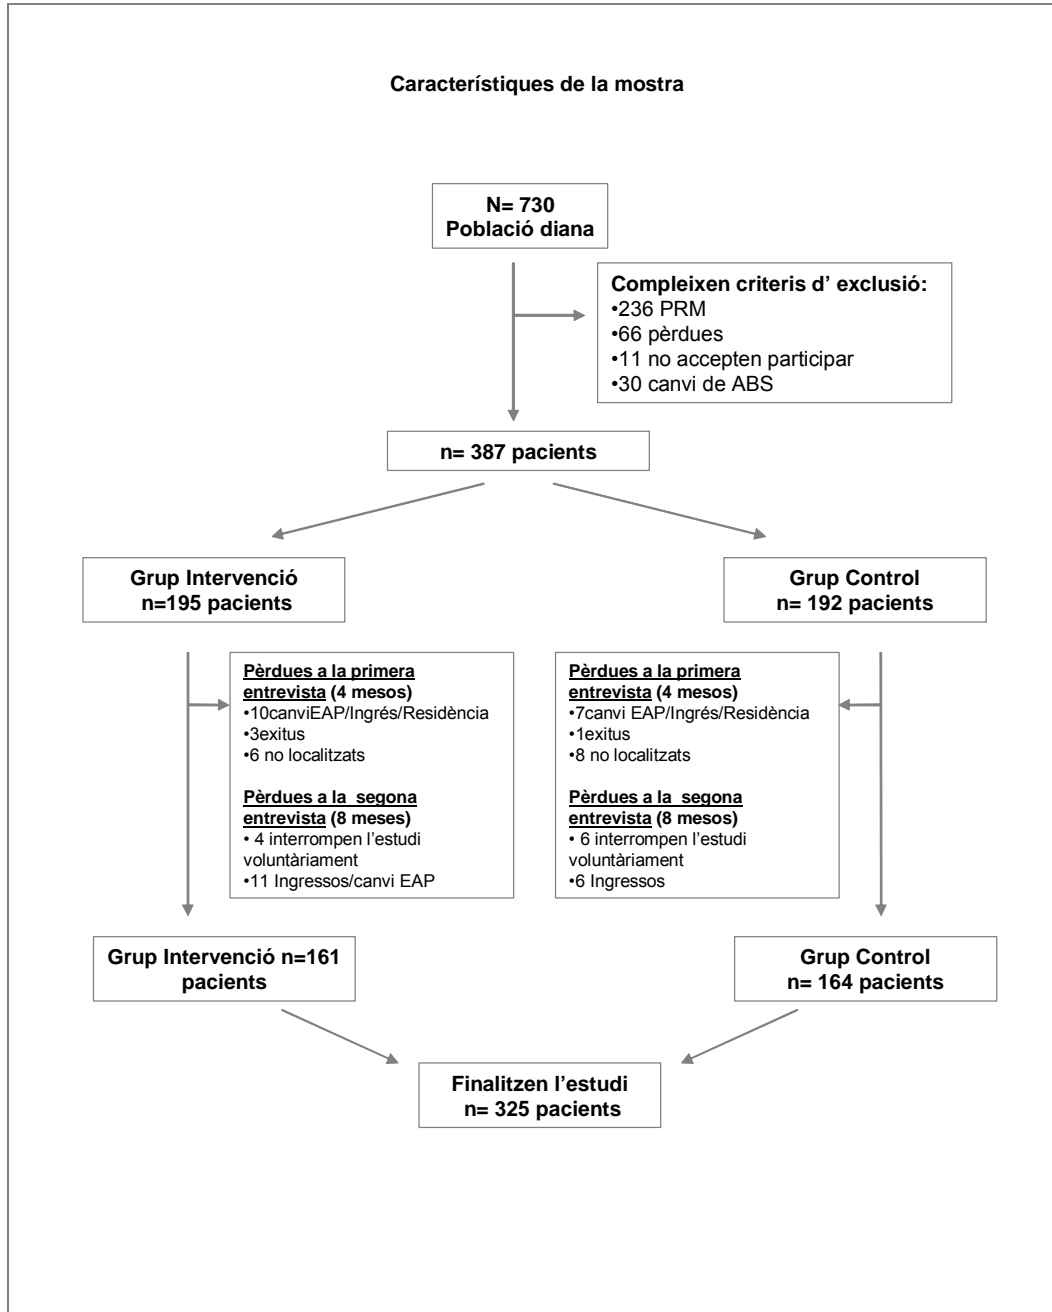 Característiques de la mostra
N= 730
Població diana
Compleixen criteris d’ exclusió:
•236 PRM
•66 pèrdues
•11 no accepten participar
•30 canvi de ABS
n= 387 pacients
Grup Intervenció
n=195 pacients
Grup Control
n= 192 pacients
Pèrdues a la primera
entrevista (4 mesos)
•10canviEAP/Ingrés/Residència
•3exitus
•6 no localitzats
Pèrdues a la segona
entrevista (8 meses)
• 4 interrompen l’estudi
voluntàriament
•11 Ingressos/canvi EAP
Pèrdues a la primera
entrevista (4 mesos)
•7canvi EAP/Ingrés/Residència
•1exitus
•8 no localitzats
Pèrdues a la segona
entrevista (8 mesos)
• 6 interrompen l’estudi
voluntàriament
•6 Ingressos
Grup Intervenció n=161
pacients
Grup Control
n= 164 pacients
Finalitzen l’estudi
n= 325 pacients